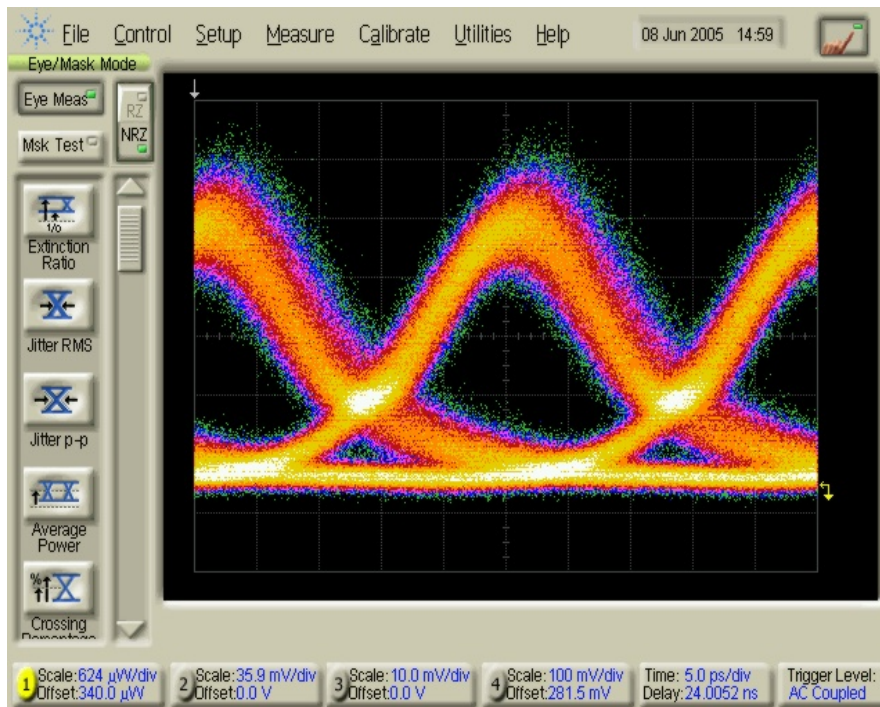 File Control Setup Measure Calibrate Utilities Help 08 Jun 2005 14:59
Eye/Mask Mode
Eye Meas
RZ
NRZ
Msk Test
1/0
Extinction
Ratio
Jitter RMS
Jitter p-p
Average
Power
%
Crossing
Percentage
1 Scale:624 µW/div
Offset:340.0 µW
2 Scale:35.9 mV/div
Offset:0.0 V
3 Scale:10.0 mV/div
Offset:0.0 V
4 Scale:100 mV/div
Offset:281.5 mV
Time: 5.0 ps/div
Delay:24.0052 ns
Trigger Level:
AC Coupled